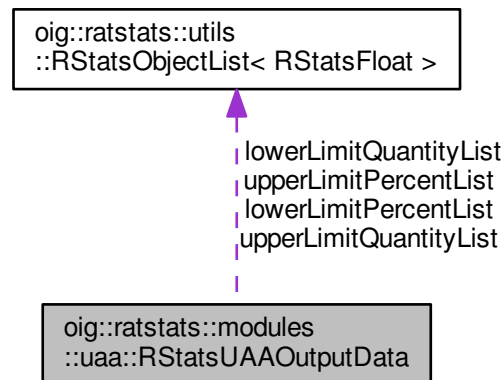 oig::ratstats::utils
::RStatsObjectList< RStatsFloat >
lowerLimitQuantityList
upperLimitPercentList
lowerLimitPercentList
upperLimitQuantityList
oig::ratstats::modules
::uaa::RStatsUAAOutputData